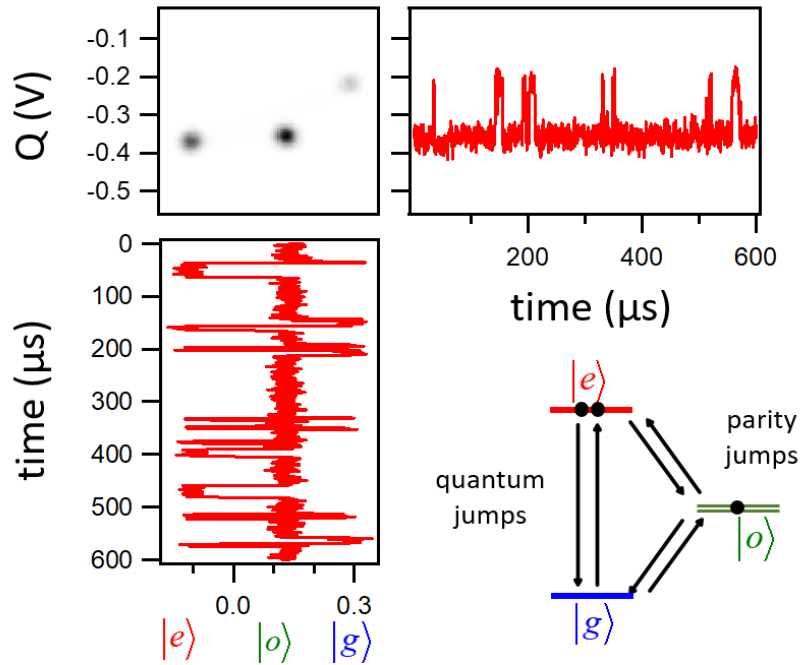 Q (V)
-0.1
-0.2
-0.3
-0.4
-0.5
200 400 600
time (μs)
time (μs)
0
100
200
300
400
500
600
0.0 0.3
|e⟩ |o⟩ |g⟩
|e⟩
quantum
jumps
parity
jumps
|o⟩
|g⟩